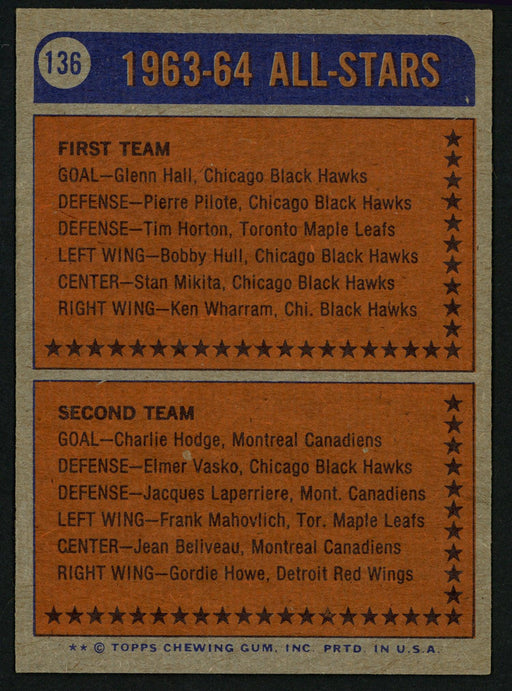 136
1963-64 ALL-STARS
FIRST TEAM
GOAL—Glenn Hall, Chicago Black Hawks
DEFENSE—Pierre Pilote, Chicago Black Hawks
DEFENSE—Tim Horton, Toronto Maple Leafs
LEFT WING—Bobby Hull, Chicago Black Hawks
CENTER—Stan Mikita, Chicago Black Hawks
RIGHT WING—Ken Wharram, Chi. Black Hawks
SECOND TEAM
GOAL—Charlie Hodge, Montreal Canadiens
DEFENSE—Elmer Vasko, Chicago Black Hawks
DEFENSE—Jacques Laperriere, Mont. Canadiens
LEFT WING—Frank Mahovlich, Tor. Maple Leafs
CENTER—Jean Beliveau, Montreal Canadiens
RIGHT WING—Gordie Howe, Detroit Red Wings
** © TOPPS CHEWING GUM, INC. PRTD. IN U.S.A.